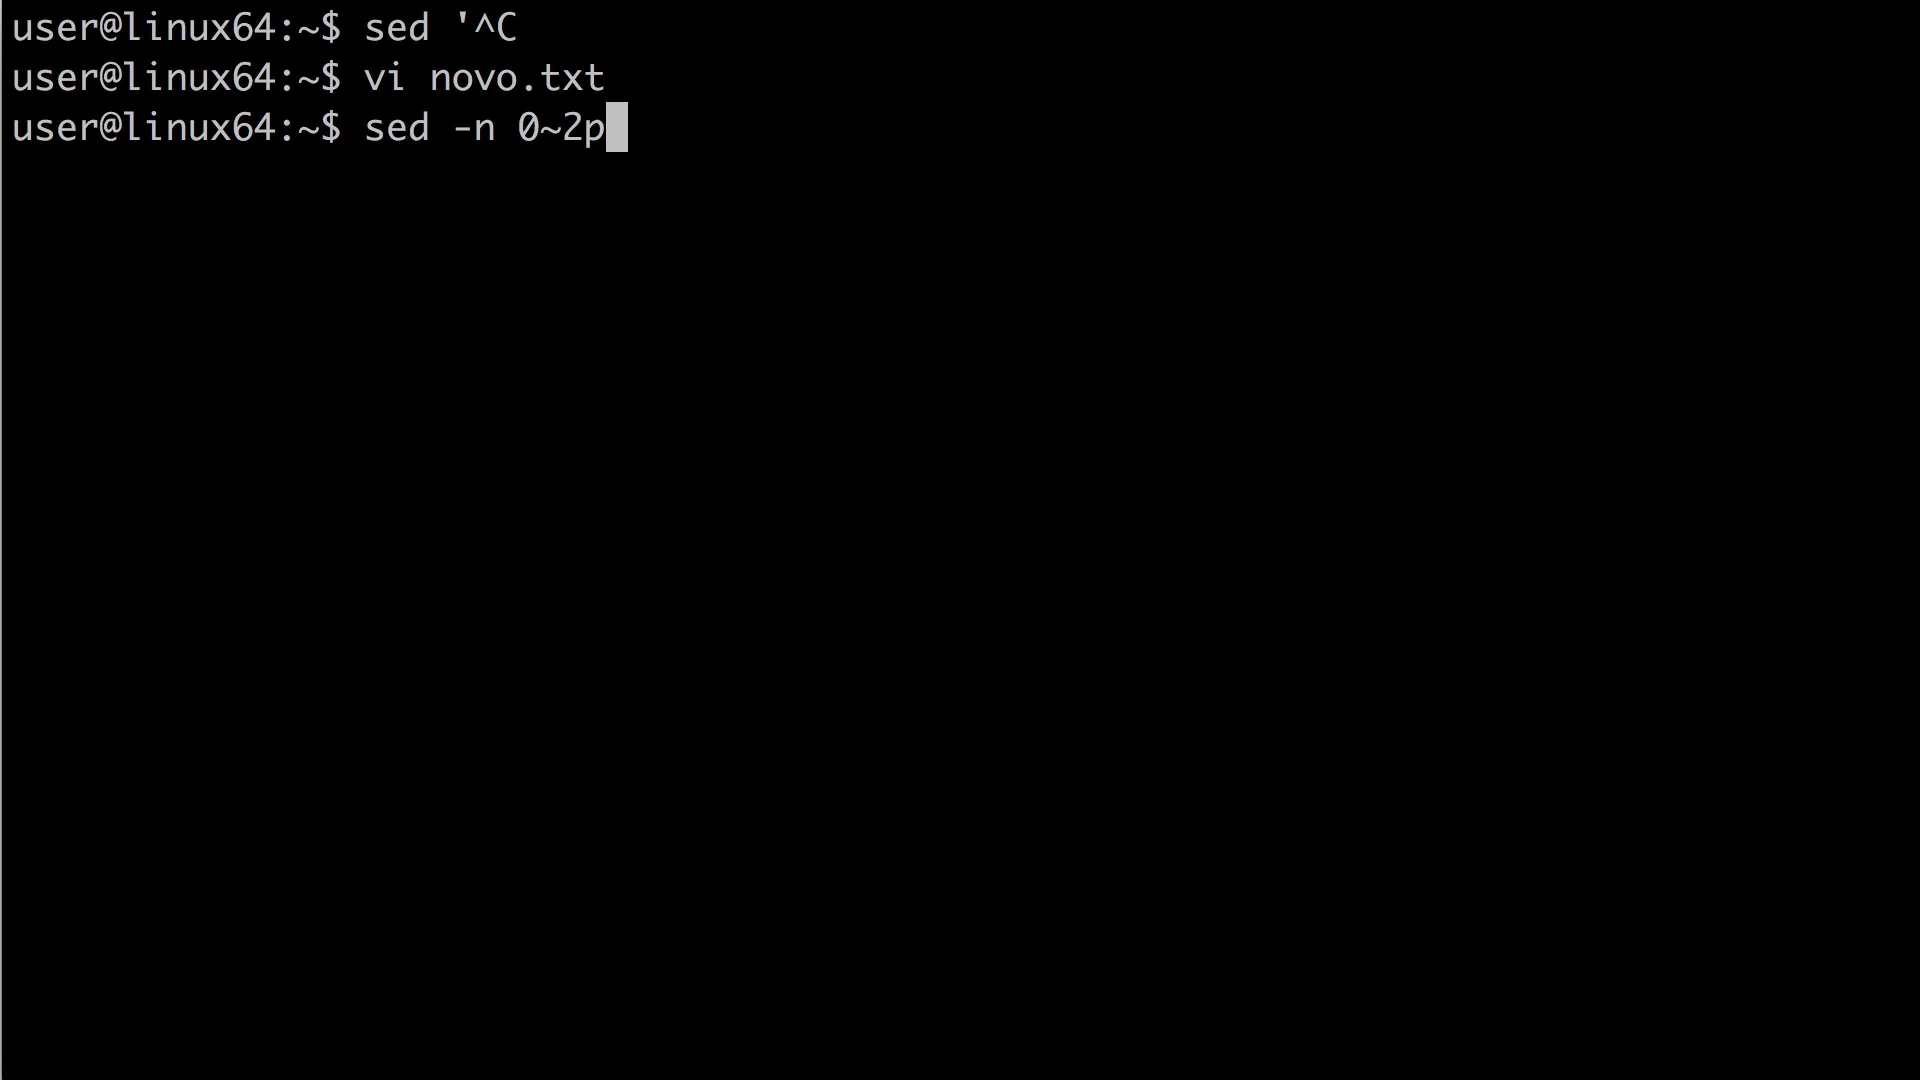 user@linux64:~$ sed '^C
user@linux64:~$ vi novo.txt
user@linux64:~$ sed -n 0~2p